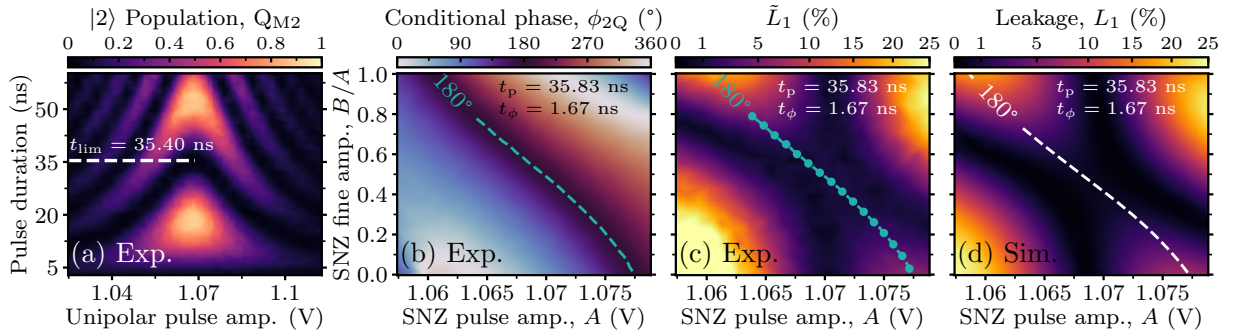 |2⟩ Population, Q_M2
0 0.2 0.4 0.6 0.8 1
Pulse duration (ns)
50
35
20
5
t_lim = 35.40 ns
(a) Exp.
1.04 1.07 1.1
Unipolar pulse amp. (V)
Conditional phase, ϕ_2Q (°)
0 90 180 270 360
SNZ fine amp., B/A
1.0
0.8
0.6
0.4
0.2
0.0
180°
t_p = 35.83 ns
t_ϕ = 1.67 ns
(b) Exp.
1.06 1.065 1.07 1.075
SNZ pulse amp., A (V)
L̃_1 (%)
1 5 10 15 20 25
180°
t_p = 35.83 ns
t_ϕ = 1.67 ns
(c) Exp.
1.06 1.065 1.07 1.075
SNZ pulse amp., A (V)
Leakage, L_1 (%)
1 5 10 15 20 25
180°
t_p = 35.83 ns
t_ϕ = 1.67 ns
(d) Sim.
1.06 1.065 1.07 1.075
SNZ pulse amp., A (V)